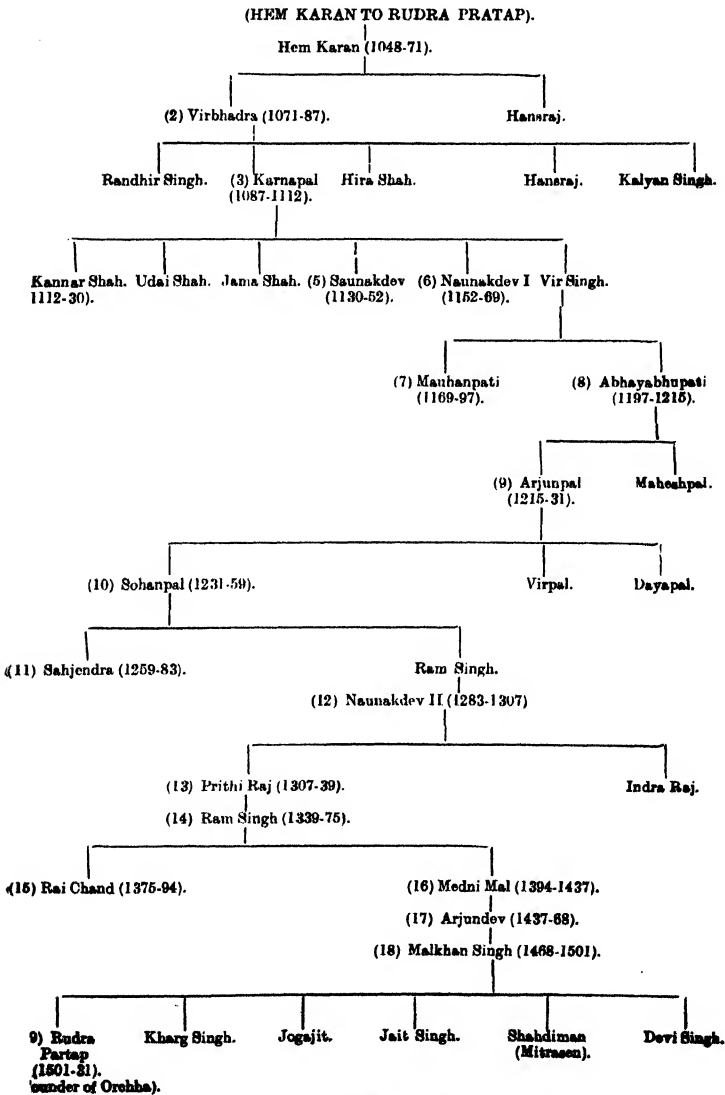 (HEM KARAN TO RUDRA PRATAP).
Hem Karan (1048-71).
(2) Virbhadra (1071-87). Hansraj.
Randhir Singh. (3) Karnapal Hira Shah. Hansraj. Kalyan Singh.
(1087-1112).
Kannar Shah. Udai Shah. Jama Shah. (5) Saunakdev (6) Naunakdev I Vir Singh.
1112-30). (1130-52). (1152-69).
(7) Mauhanpati (8) Abhayabhupati
(1169-97). (1197-1215).
(9) Arjunpal Maheshpal.
(1215-31).
(10) Sohanpal (1231-59). Virpal. Dayapal.
(11) Sahjendra (1259-83). Ram Singh.
(12) Naunakdev II (1283-1307)
(13) Prithi Raj (1307-39). Indra Raj.
(14) Ram Singh (1339-75).
(15) Rai Chand (1375-94). (16) Medni Mal (1394-1437).
(17) Arjundev (1437-68).
(18) Malkhan Singh (1468-1501).
9) Rudra Kharg Singh. Jogajit. Jait Singh. Shahdiman Devi Singh.
Partap (Mitrasen).
(1501-31).
ounder of Orchha).